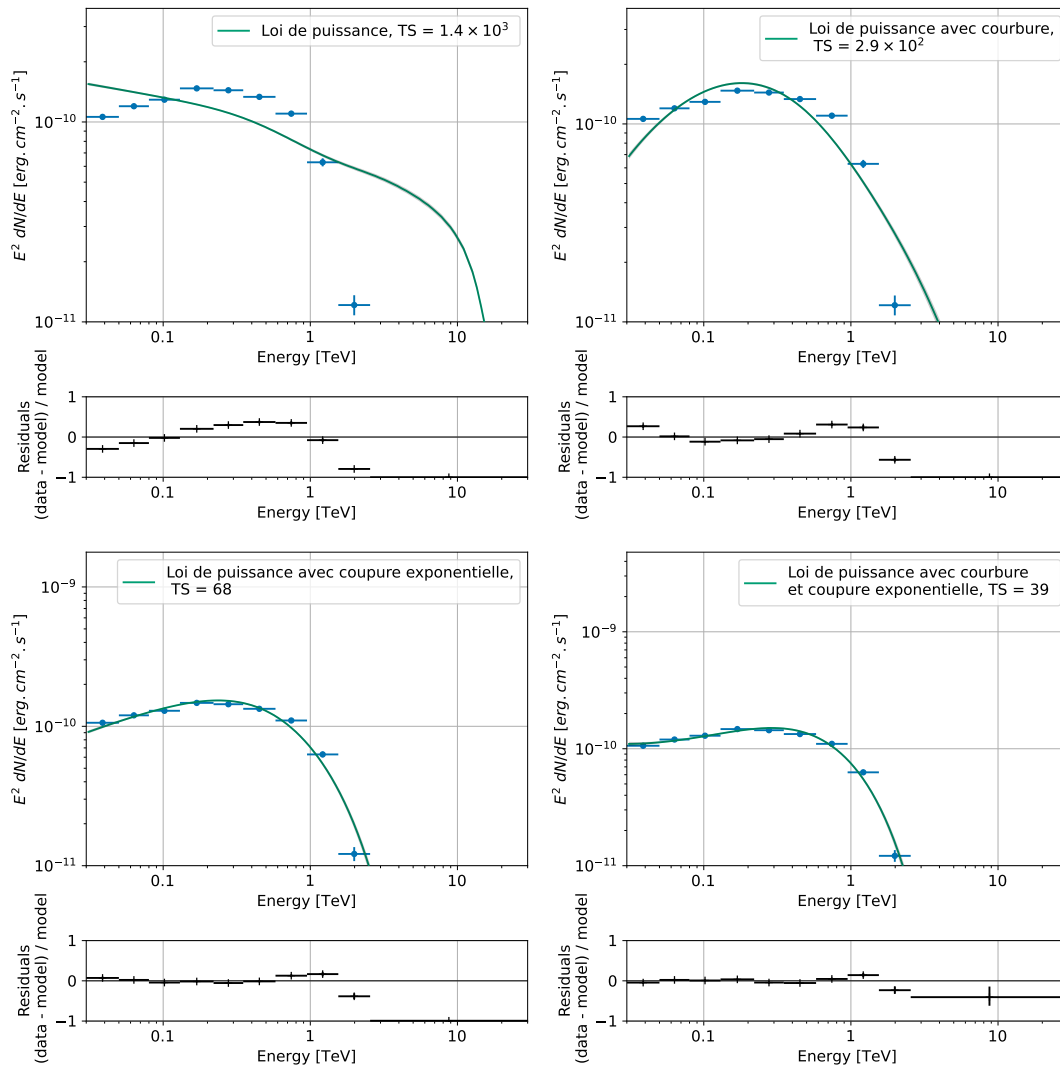 Loi de puissance, TS = 1.4 × 10³
10⁻¹⁰
10⁻¹¹
E² dN/dE [erg. cm⁻². s⁻¹]
0.1
1
10
Energy [TeV]
Residuals
(data - model) / model
1
0
−1
0.1
1
10
Energy [TeV]
Loi de puissance avec courbure,
TS = 2.9 × 10²
10⁻¹⁰
10⁻¹¹
E² dN/dE [erg. cm⁻². s⁻¹]
0.1
1
10
Energy [TeV]
Residuals
(data - model) / model
1
0
−1
0.1
1
10
Energy [TeV]
Loi de puissance avec coupure exponentielle,
TS = 68
10⁻⁹
10⁻¹⁰
10⁻¹¹
E² dN/dE [erg. cm⁻². s⁻¹]
0.1
1
10
Energy [TeV]
Residuals
(data - model) / model
1
0
−1
0.1
1
10
Energy [TeV]
Loi de puissance avec courbure
et coupure exponentielle, TS = 39
10⁻⁹
10⁻¹⁰
10⁻¹¹
E² dN/dE [erg. cm⁻². s⁻¹]
0.1
1
10
Energy [TeV]
Residuals
(data - model) / model
1
0
−1
0.1
1
10
Energy [TeV]